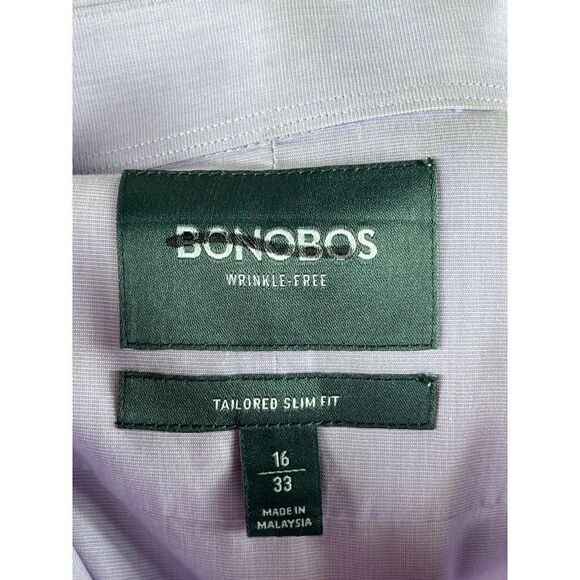 BONOBOS
WRINKLE-FREE
TAILORED SLIM FIT
16
33
MADE IN
MALAYSIA